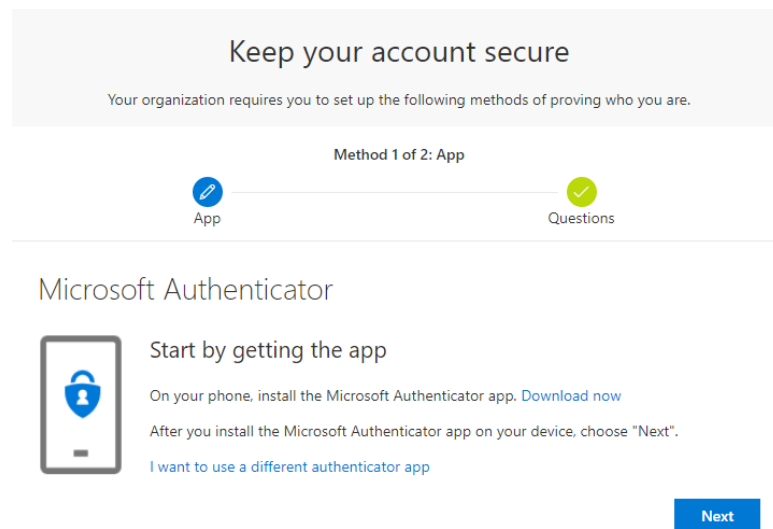 Keep your account secure
Your organization requires you to set up the following methods of proving who you are.
Method 1 of 2: App
App
Questions
Microsoft Authenticator
Start by getting the app
On your phone, install the Microsoft Authenticator app. Download now
After you install the Microsoft Authenticator app on your device, choose "Next".
I want to use a different authenticator app
Next